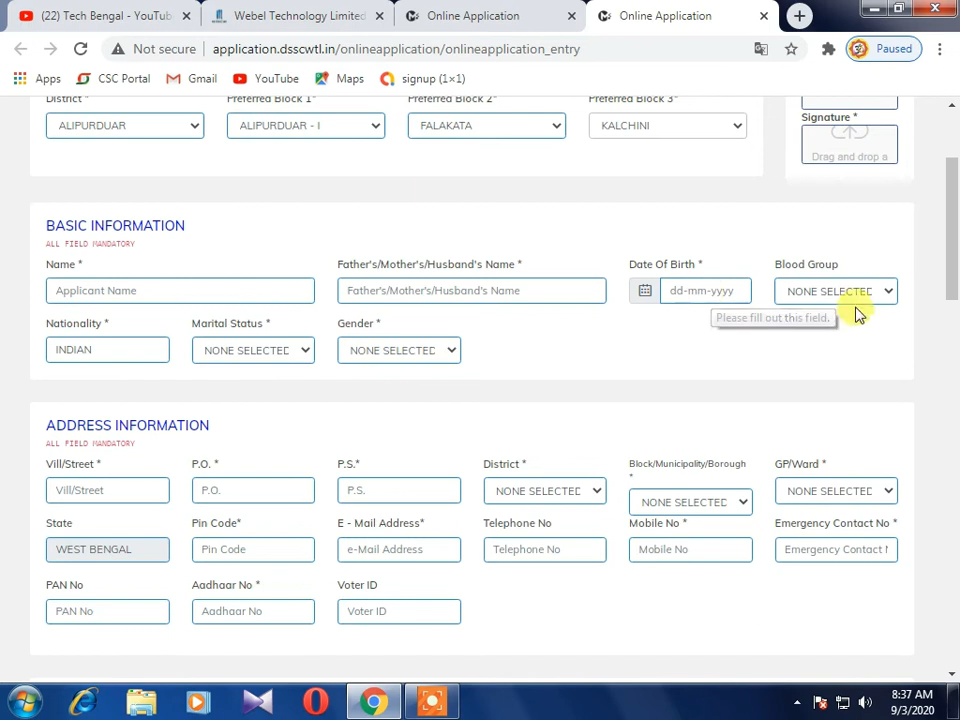 (22) Tech Bengal - YouTub
Webel Technology Limited
Online Application
Online Application
Not secure
application.dsscwtl.in/onlineapplication/onlineapplication_entry
Paused
Apps
CSC Portal
Gmail
YouTube
Maps
signup (1×1)
District *
Preferred Block 1*
Preferred Block 2*
Preferred Block 3*
ALIPURDUAR
ALIPURDUAR - I
FALAKATA
KALCHINI
Signature *
Drag and drop a
BASIC INFORMATION
ALL FIELD MANDATORY
Name *
Father's/Mother's/Husband's Name *
Date Of Birth *
Blood Group
Applicant Name
Father's/Mother's/Husband's Name
dd-mm-yyyy
NONE SELECTED
Please fill out this field.
Nationality *
Marital Status *
Gender *
INDIAN
NONE SELECTED
NONE SELECTED
ADDRESS INFORMATION
ALL FIELD MANDATORY
Vill/Street *
P.O. *
P.S.*
District *
Block/Municipality/Borough *
GP/Ward *
Vill/Street
P.O.
P.S.
NONE SELECTED
NONE SELECTED
NONE SELECTED
State
Pin Code*
E - Mail Address*
Telephone No
Mobile No *
Emergency Contact No *
WEST BENGAL
Pin Code
e-Mail Address
Telephone No
Mobile No
Emergency Contact N
PAN No
Aadhaar No *
Voter ID
PAN No
Aadhaar No
Voter ID
8:37 AM
9/3/2020